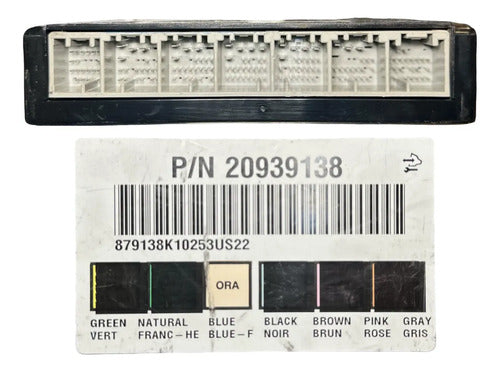 P/N 20939138
879138K10253US22
ORA
GREEN NATURAL BLUE BLACK BROWN PINK GRAY
VERT FRANC-HE BLUE-F NOIR BRUN ROSE GRIS